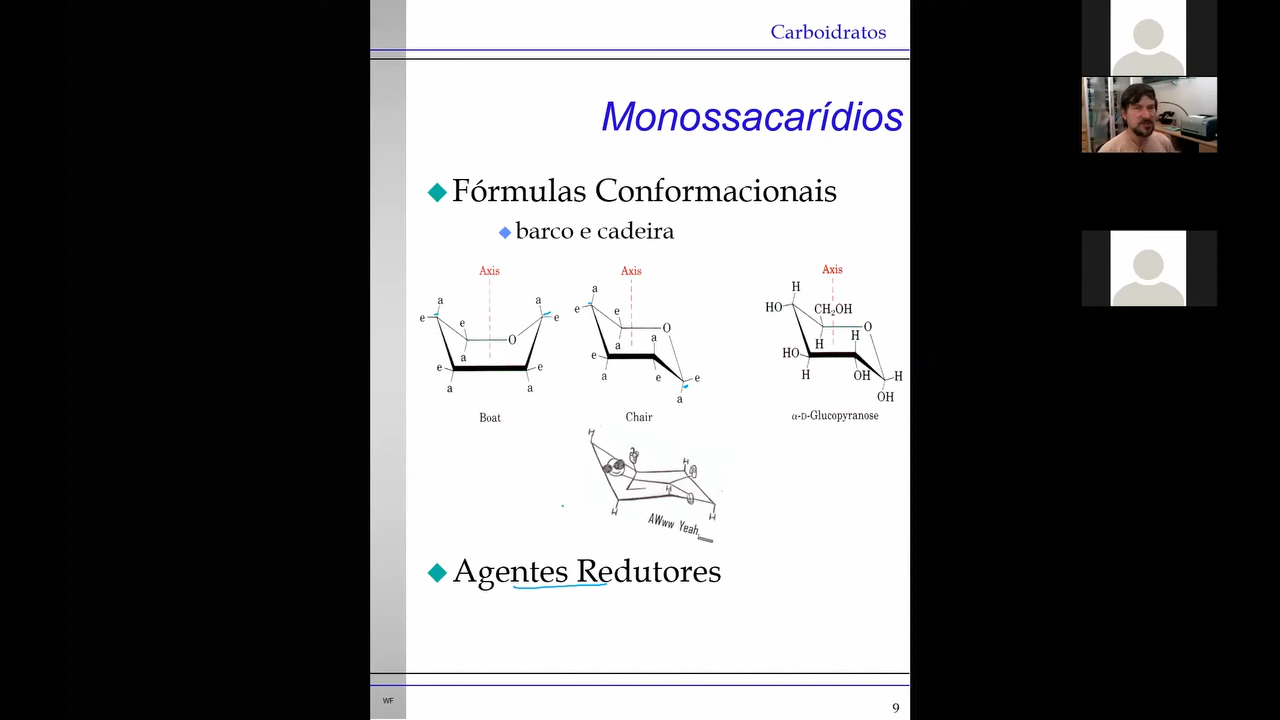 Carboidratos
Monossacarídios
Fórmulas Conformacionais
barco e cadeira
Axis
a
a
e
e
e
O
a
e
e
a
a
Boat
Axis
a
e
e
O
a
a
e
a
e
e
a
Chair
Axis
H
HO
CH₂OH
O
H
H
HO
H
OH
H
OH
α-D-Glucopyranose
H
H
H
H
H
AWww Yeah
Agentes Redutores
WF
9